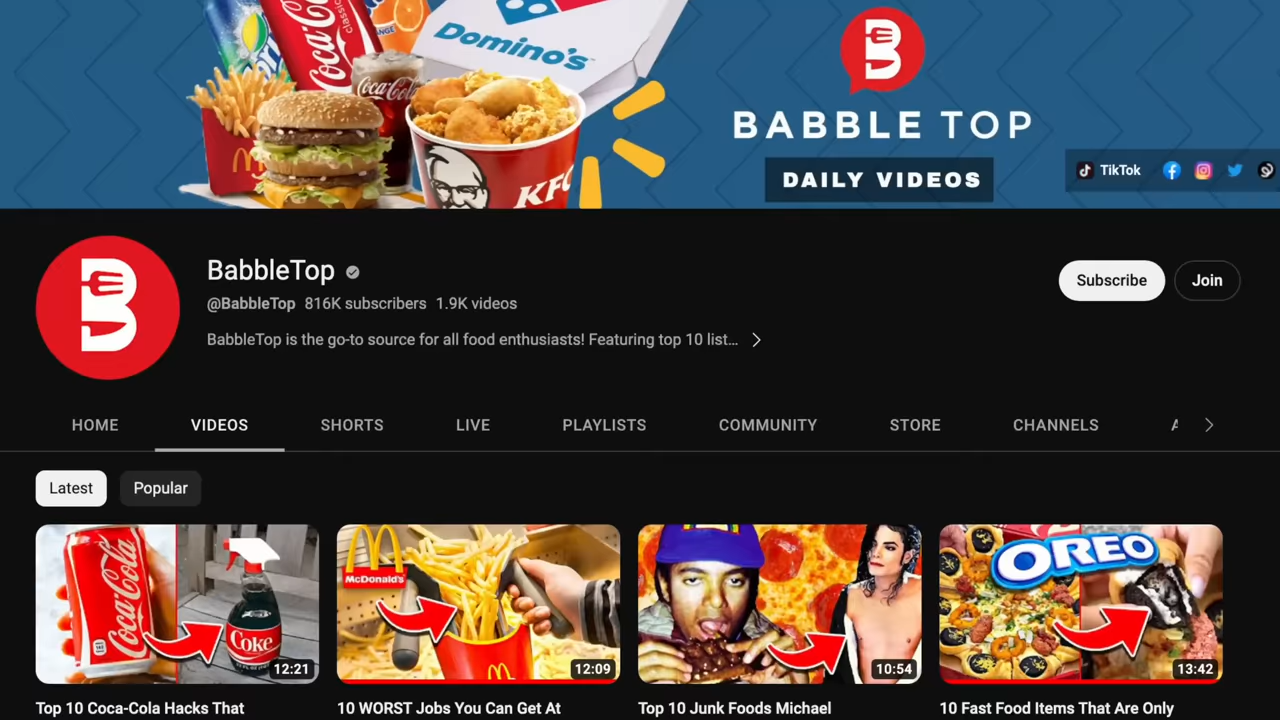 Coca-Cola
classic
ANGE
Domino's
Coca-Cola
KFC
B
BABBLE TOP
DAILY VIDEOS
TikTok
B
BabbleTop
@BabbleTop 816K subscribers 1.9K videos
BabbleTop is the go-to source for all food enthusiasts! Featuring top 10 list...
Subscribe
Join
HOME VIDEOS SHORTS LIVE PLAYLISTS COMMUNITY STORE CHANNELS A
Latest Popular
Coca-Cola
Coke
12:21
McDonald's
12:09
10:54
OREO
13:42
Top 10 Coca-Cola Hacks That
10 WORST Jobs You Can Get At
Top 10 Junk Foods Michael
10 Fast Food Items That Are Only